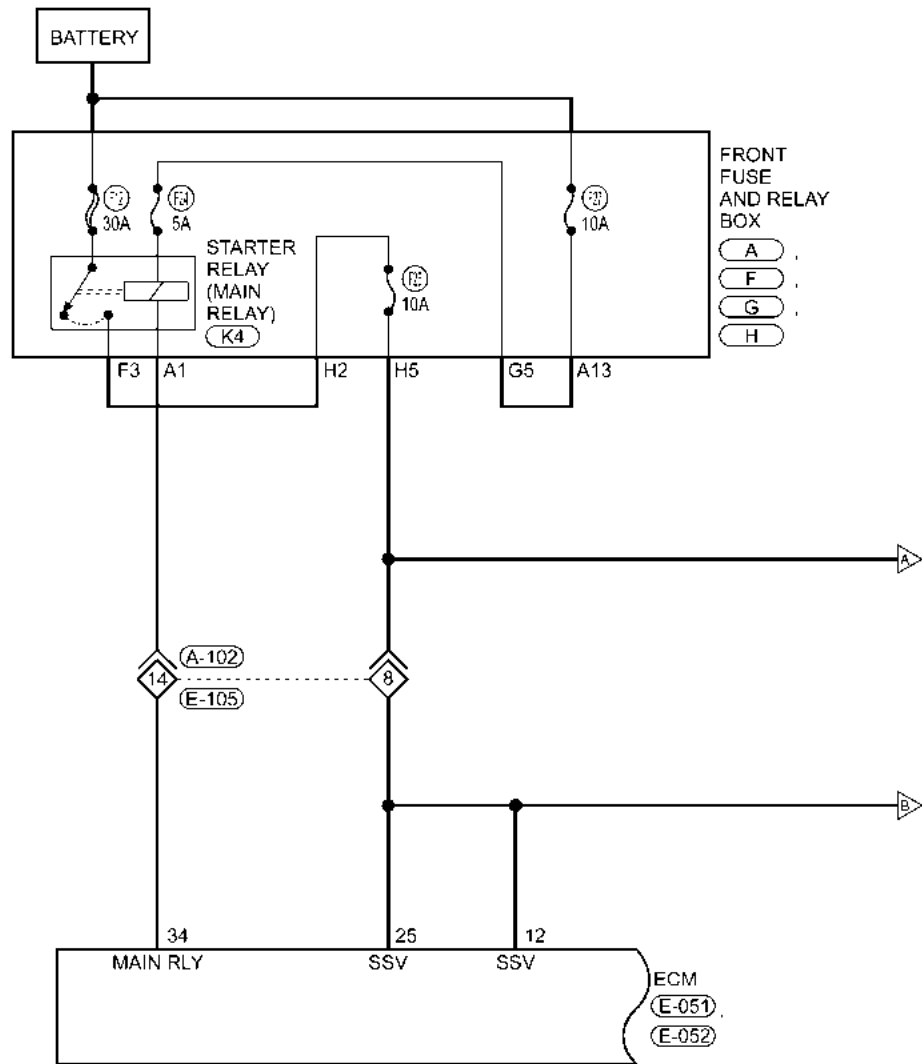 BATTERY
FRONT
FUSE
AND RELAY
BOX
A ,
F ,
G ,
H
30A
5A
10A
STARTER
RELAY
(MAIN
RELAY)
K4
10A
F3 A1 H2 H5 G5 A13
A
A-102
14 8
E-105
B
34 25 12
MAIN RLY SSV SSV
ECM
E-051 ,
E-052